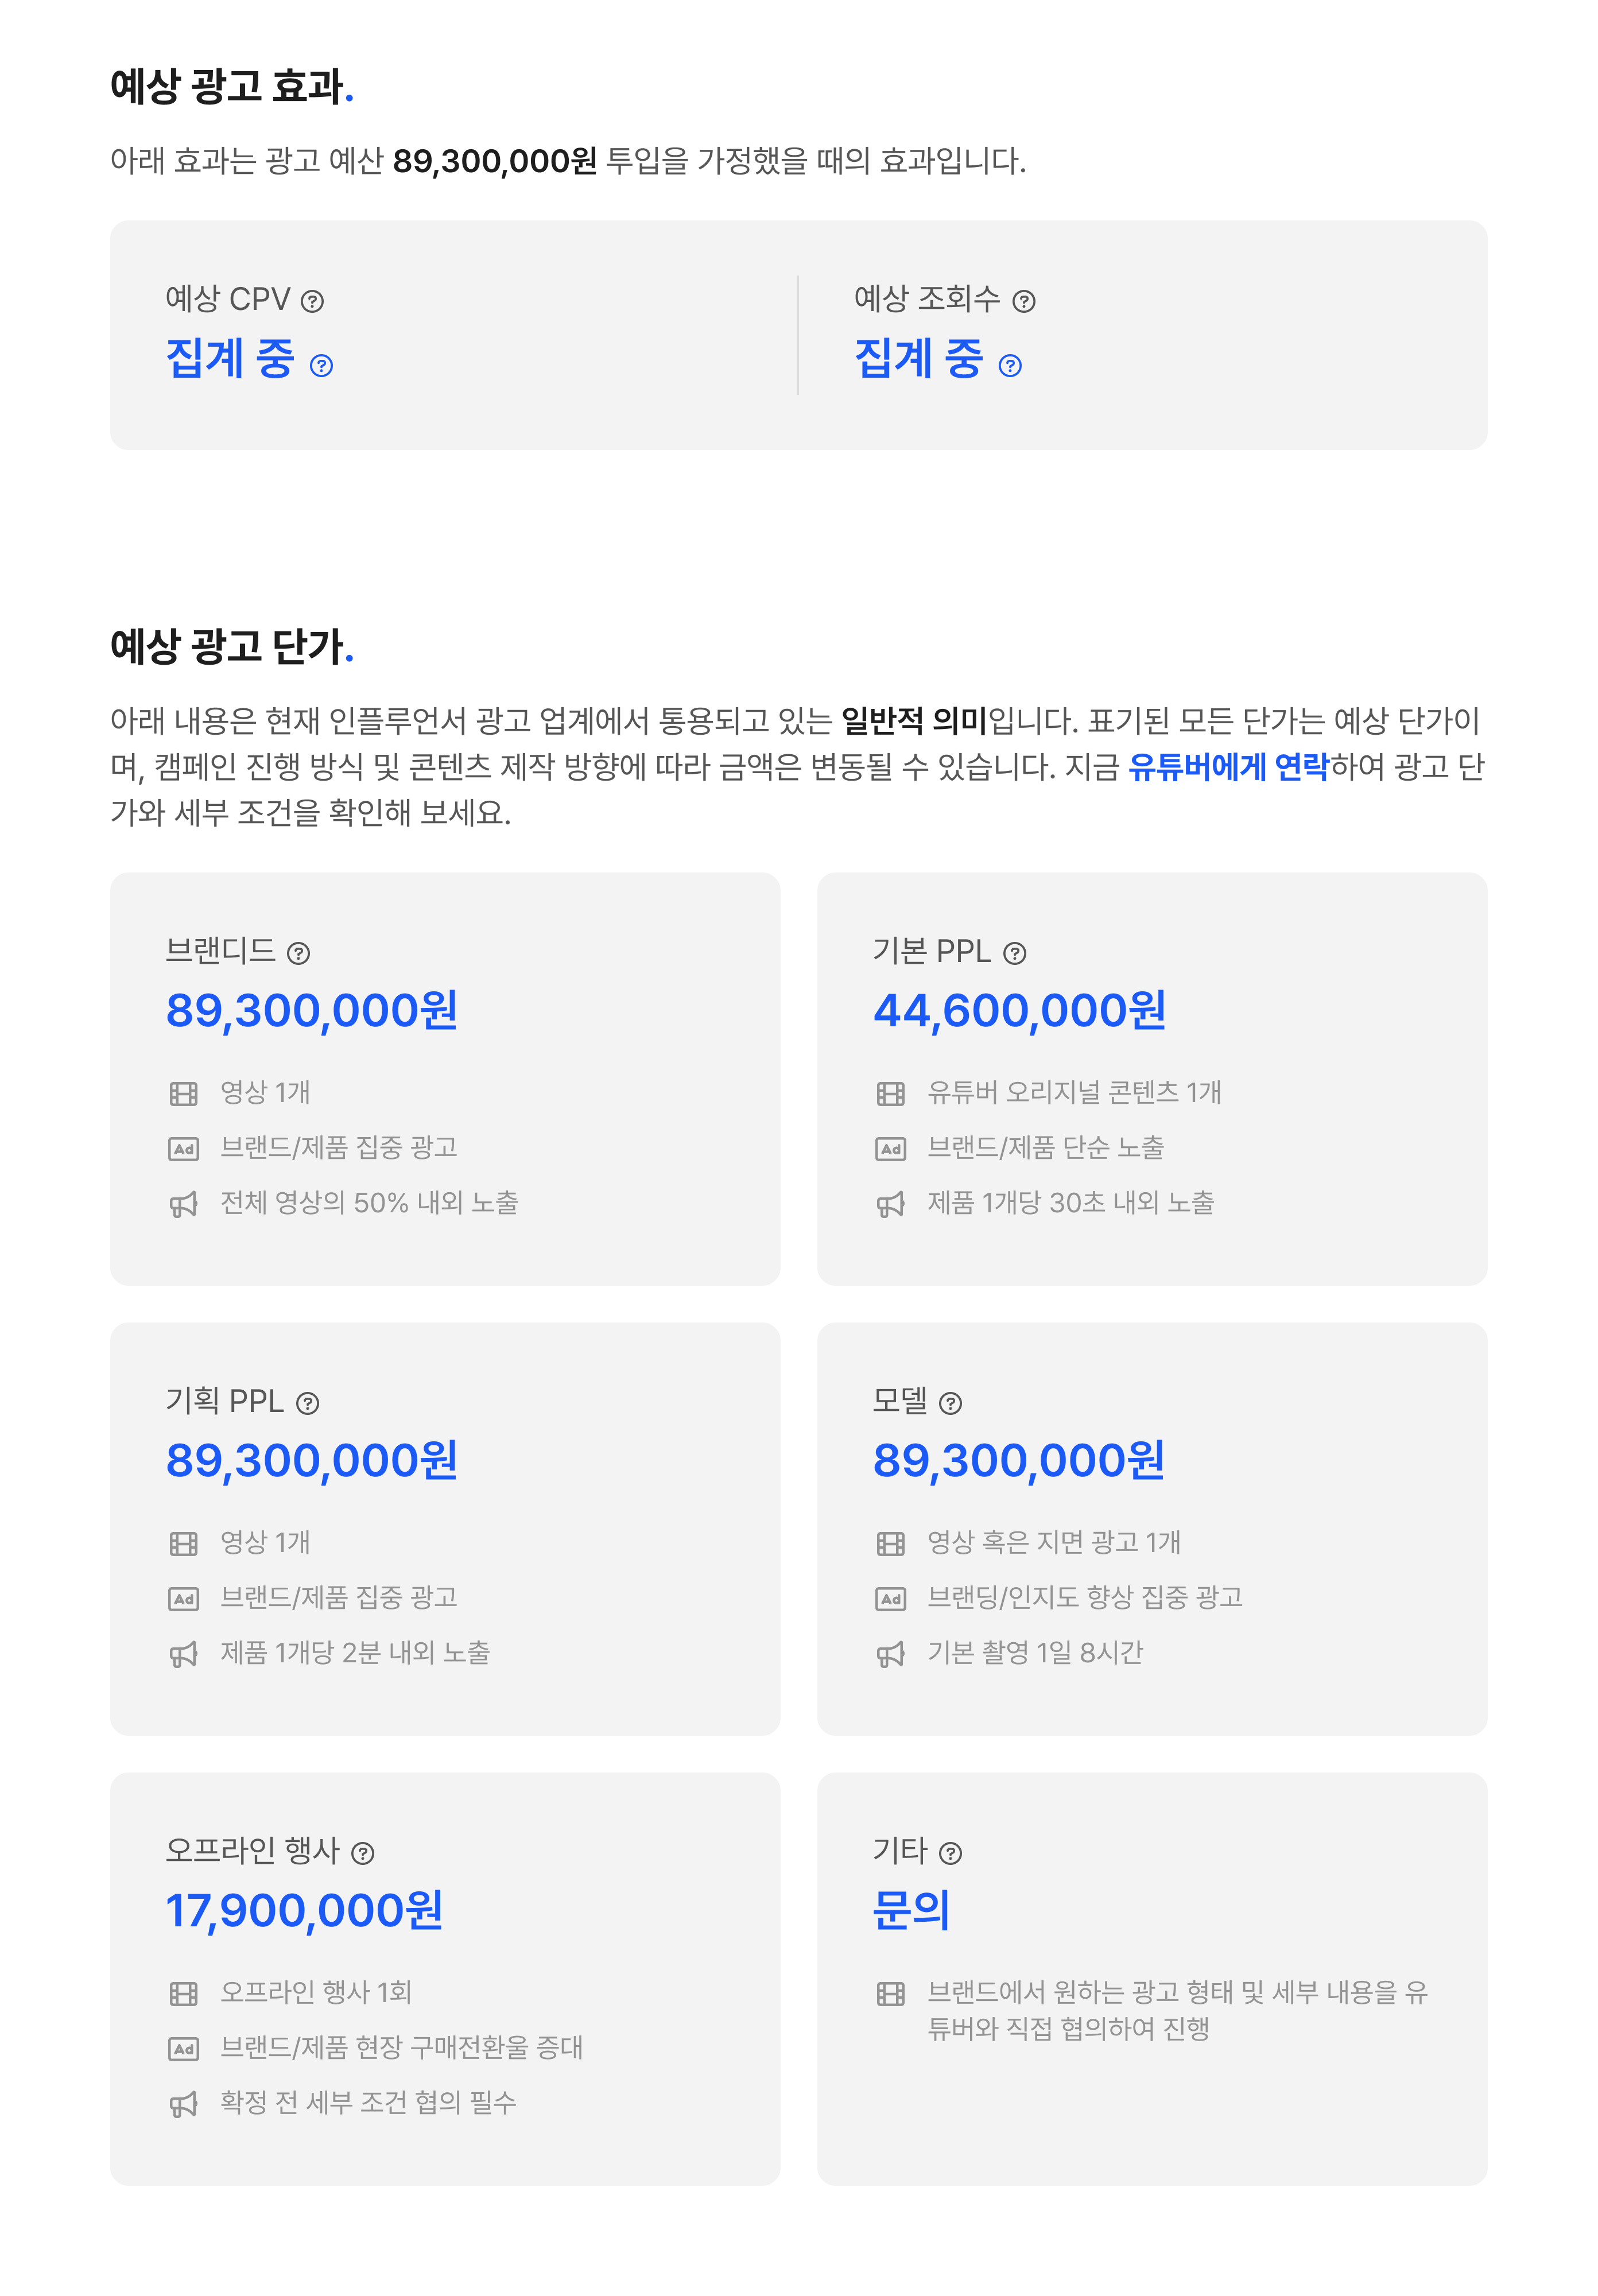 예상 광고 효과.
아래 효과는 광고 예산 89,300,000원 투입을 가정했을 때의 효과입니다.
예상 CPV ?
집계 중 ?
예상 조회수 ?
집계 중 ?
예상 광고 단가.
아래 내용은 현재 인플루언서 광고 업계에서 통용되고 있는 일반적 의미입니다. 표기된 모든 단가는 예상 단가이
며, 캠페인 진행 방식 및 콘텐츠 제작 방향에 따라 금액은 변동될 수 있습니다. 지금 유튜버에게 연락하여 광고 단
가와 세부 조건을 확인해 보세요.
브랜디드 ?
89,300,000원
영상 1개
Ad 브랜드/제품 집중 광고
전체 영상의 50% 내외 노출
기본 PPL ?
44,600,000원
유튜버 오리지널 콘텐츠 1개
Ad 브랜드/제품 단순 노출
제품 1개당 30초 내외 노출
기획 PPL ?
89,300,000원
영상 1개
Ad 브랜드/제품 집중 광고
제품 1개당 2분 내외 노출
모델 ?
89,300,000원
영상 혹은 지면 광고 1개
Ad 브랜딩/인지도 향상 집중 광고
기본 촬영 1일 8시간
오프라인 행사 ?
17,900,000원
오프라인 행사 1회
Ad 브랜드/제품 현장 구매전환율 증대
확정 전 세부 조건 협의 필수
기타 ?
문의
브랜드에서 원하는 광고 형태 및 세부 내용을 유
튜버와 직접 협의하여 진행